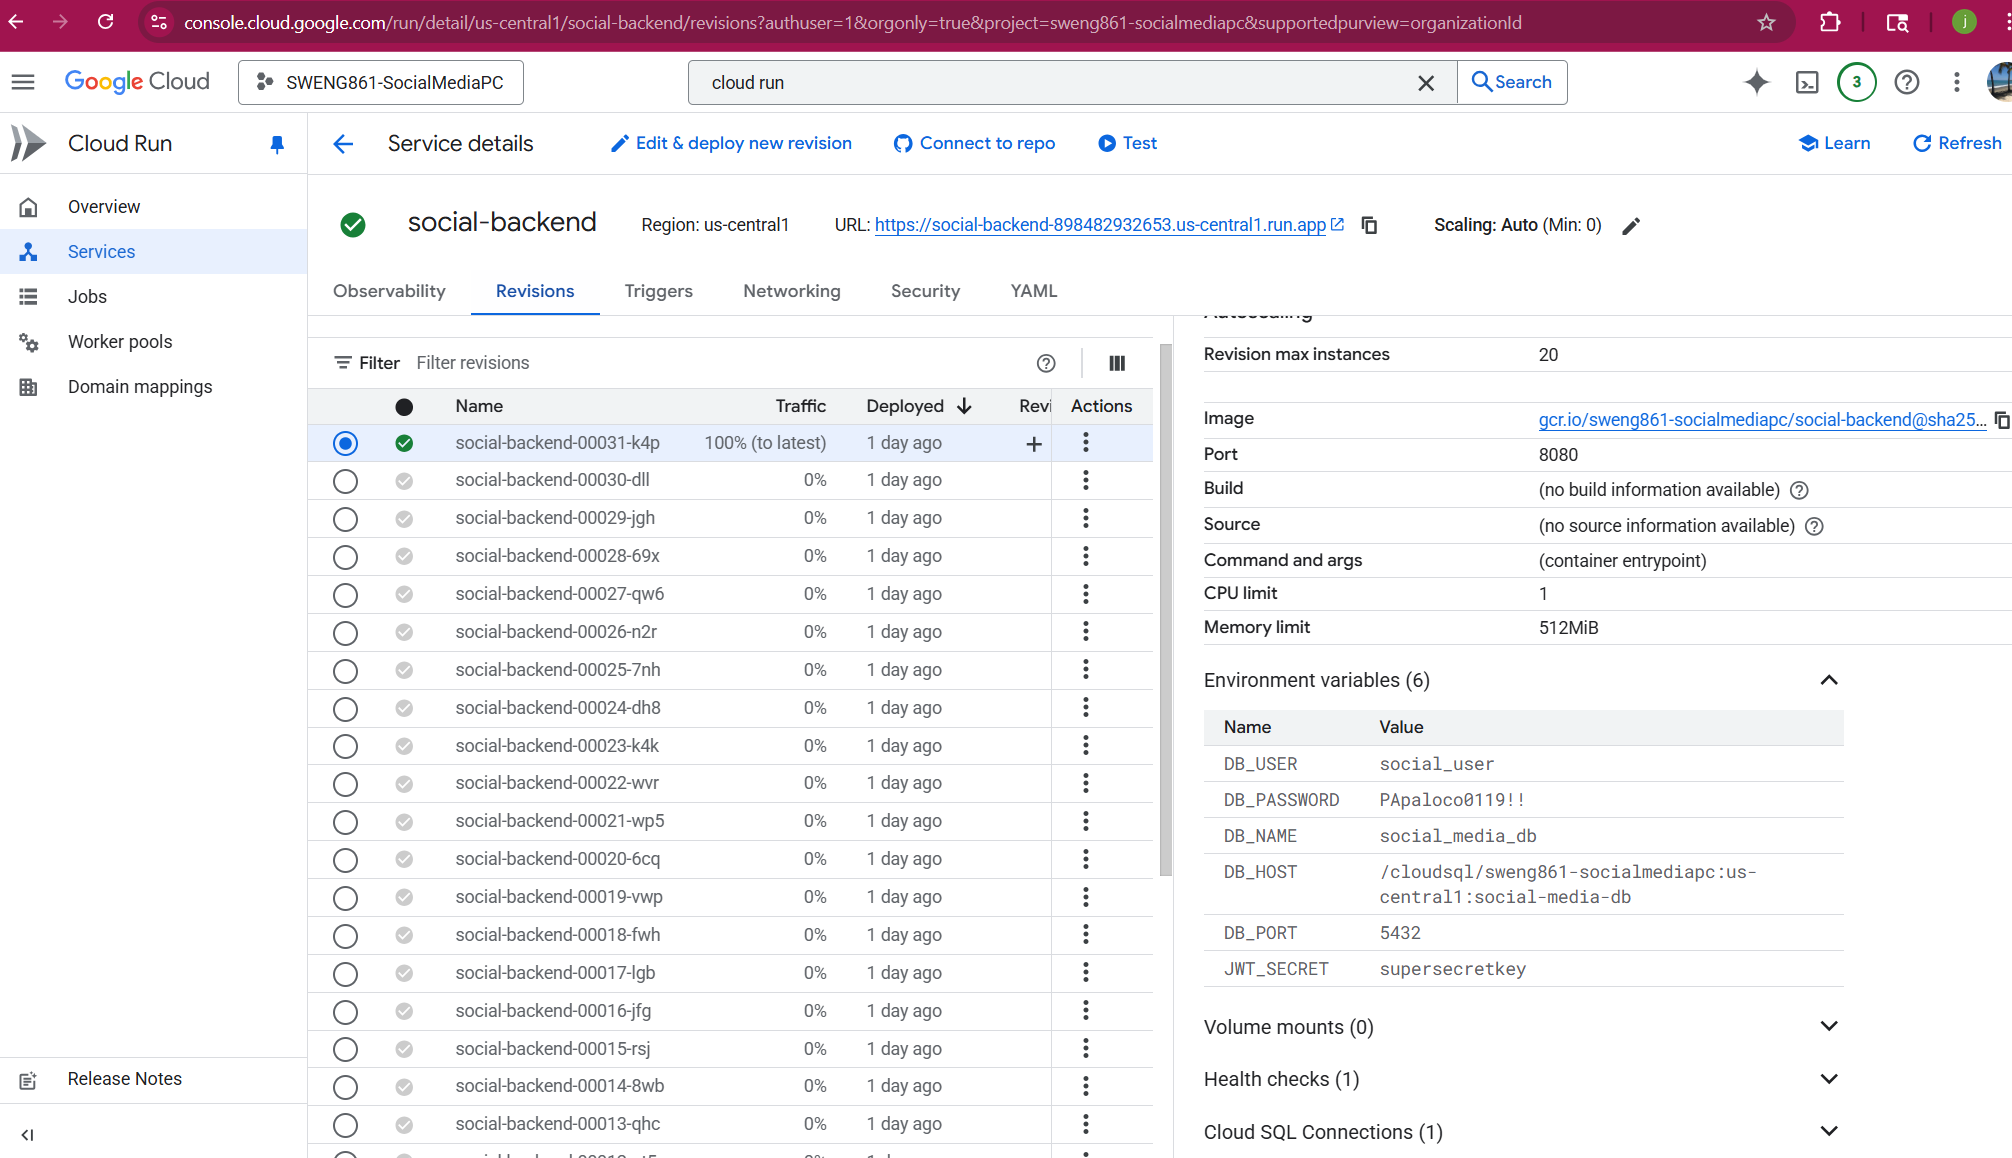 console.cloud.google.com/run/detail/us-central1/social-backend/revisions?authuser=1&orgonly=true&project=sweng861-socialmediapc&supportedpurview=organizationId
j
Google Cloud
SWENG861-SocialMediaPC
cloud run
Search
3
Cloud Run
Service details
Edit & deploy new revision
Connect to repo
Test
Learn
Refresh
Overview
Services
Jobs
Worker pools
Domain mappings
Release Notes
social-backend
Region: us-central1
URL: https://social-backend-898482932653.us-central1.run.app
Scaling: Auto (Min: 0)
Observability
Revisions
Triggers
Networking
Security
YAML
Filter Filter revisions
Name Traffic Deployed Revi Actions
social-backend-00031-k4p 100% (to latest) 1 day ago
social-backend-00030-dll 0% 1 day ago
social-backend-00029-jgh 0% 1 day ago
social-backend-00028-69x 0% 1 day ago
social-backend-00027-qw6 0% 1 day ago
social-backend-00026-n2r 0% 1 day ago
social-backend-00025-7nh 0% 1 day ago
social-backend-00024-dh8 0% 1 day ago
social-backend-00023-k4k 0% 1 day ago
social-backend-00022-wvr 0% 1 day ago
social-backend-00021-wp5 0% 1 day ago
social-backend-00020-6cq 0% 1 day ago
social-backend-00019-vwp 0% 1 day ago
social-backend-00018-fwh 0% 1 day ago
social-backend-00017-lgb 0% 1 day ago
social-backend-00016-jfg 0% 1 day ago
social-backend-00015-rsj 0% 1 day ago
social-backend-00014-8wb 0% 1 day ago
social-backend-00013-qhc 0% 1 day ago
Autoscaling
Revision max instances 20
Image gcr.io/sweng861-socialmediapc/social-backend@sha25...
Port 8080
Build (no build information available)
Source (no source information available)
Command and args (container entrypoint)
CPU limit 1
Memory limit 512MiB
Environment variables (6)
Name Value
DB_USER social_user
DB_PASSWORD PApaloco0119!!
DB_NAME social_media_db
DB_HOST /cloudsql/sweng861-socialmediapc:us-
central1:social-media-db
DB_PORT 5432
JWT_SECRET supersecretkey
Volume mounts (0)
Health checks (1)
Cloud SQL Connections (1)